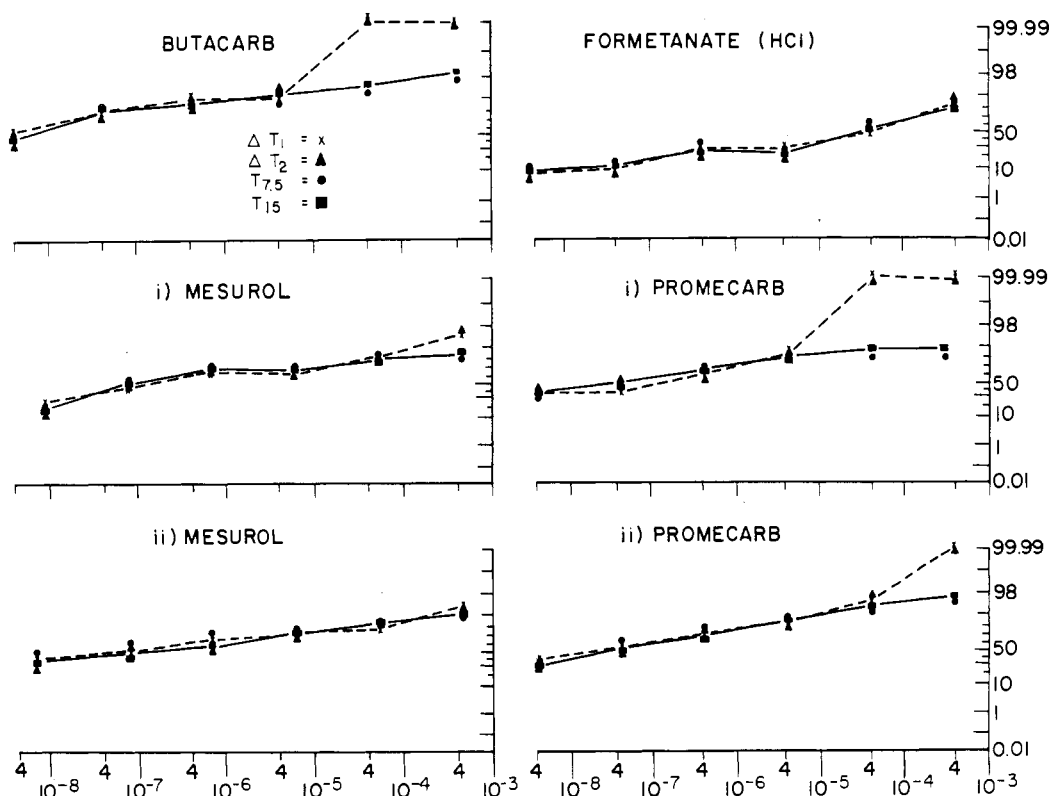 BUTACARB
△ T1 = x
△ T2 = ▲
T7.5 = ●
T15 = ■
FORMETANATE (HCl)
99.99
98
50
10
1
0.01
i) MESUROL
i) PROMECARB
99.99
98
50
10
1
0.01
ii) MESUROL
ii) PROMECARB
99.99
98
50
10
1
0.01
4 10-8 4 10-7 4 10-6 4 10-5 4 10-4 4 10-3
4 10-8 4 10-7 4 10-6 4 10-5 4 10-4 4 10-3